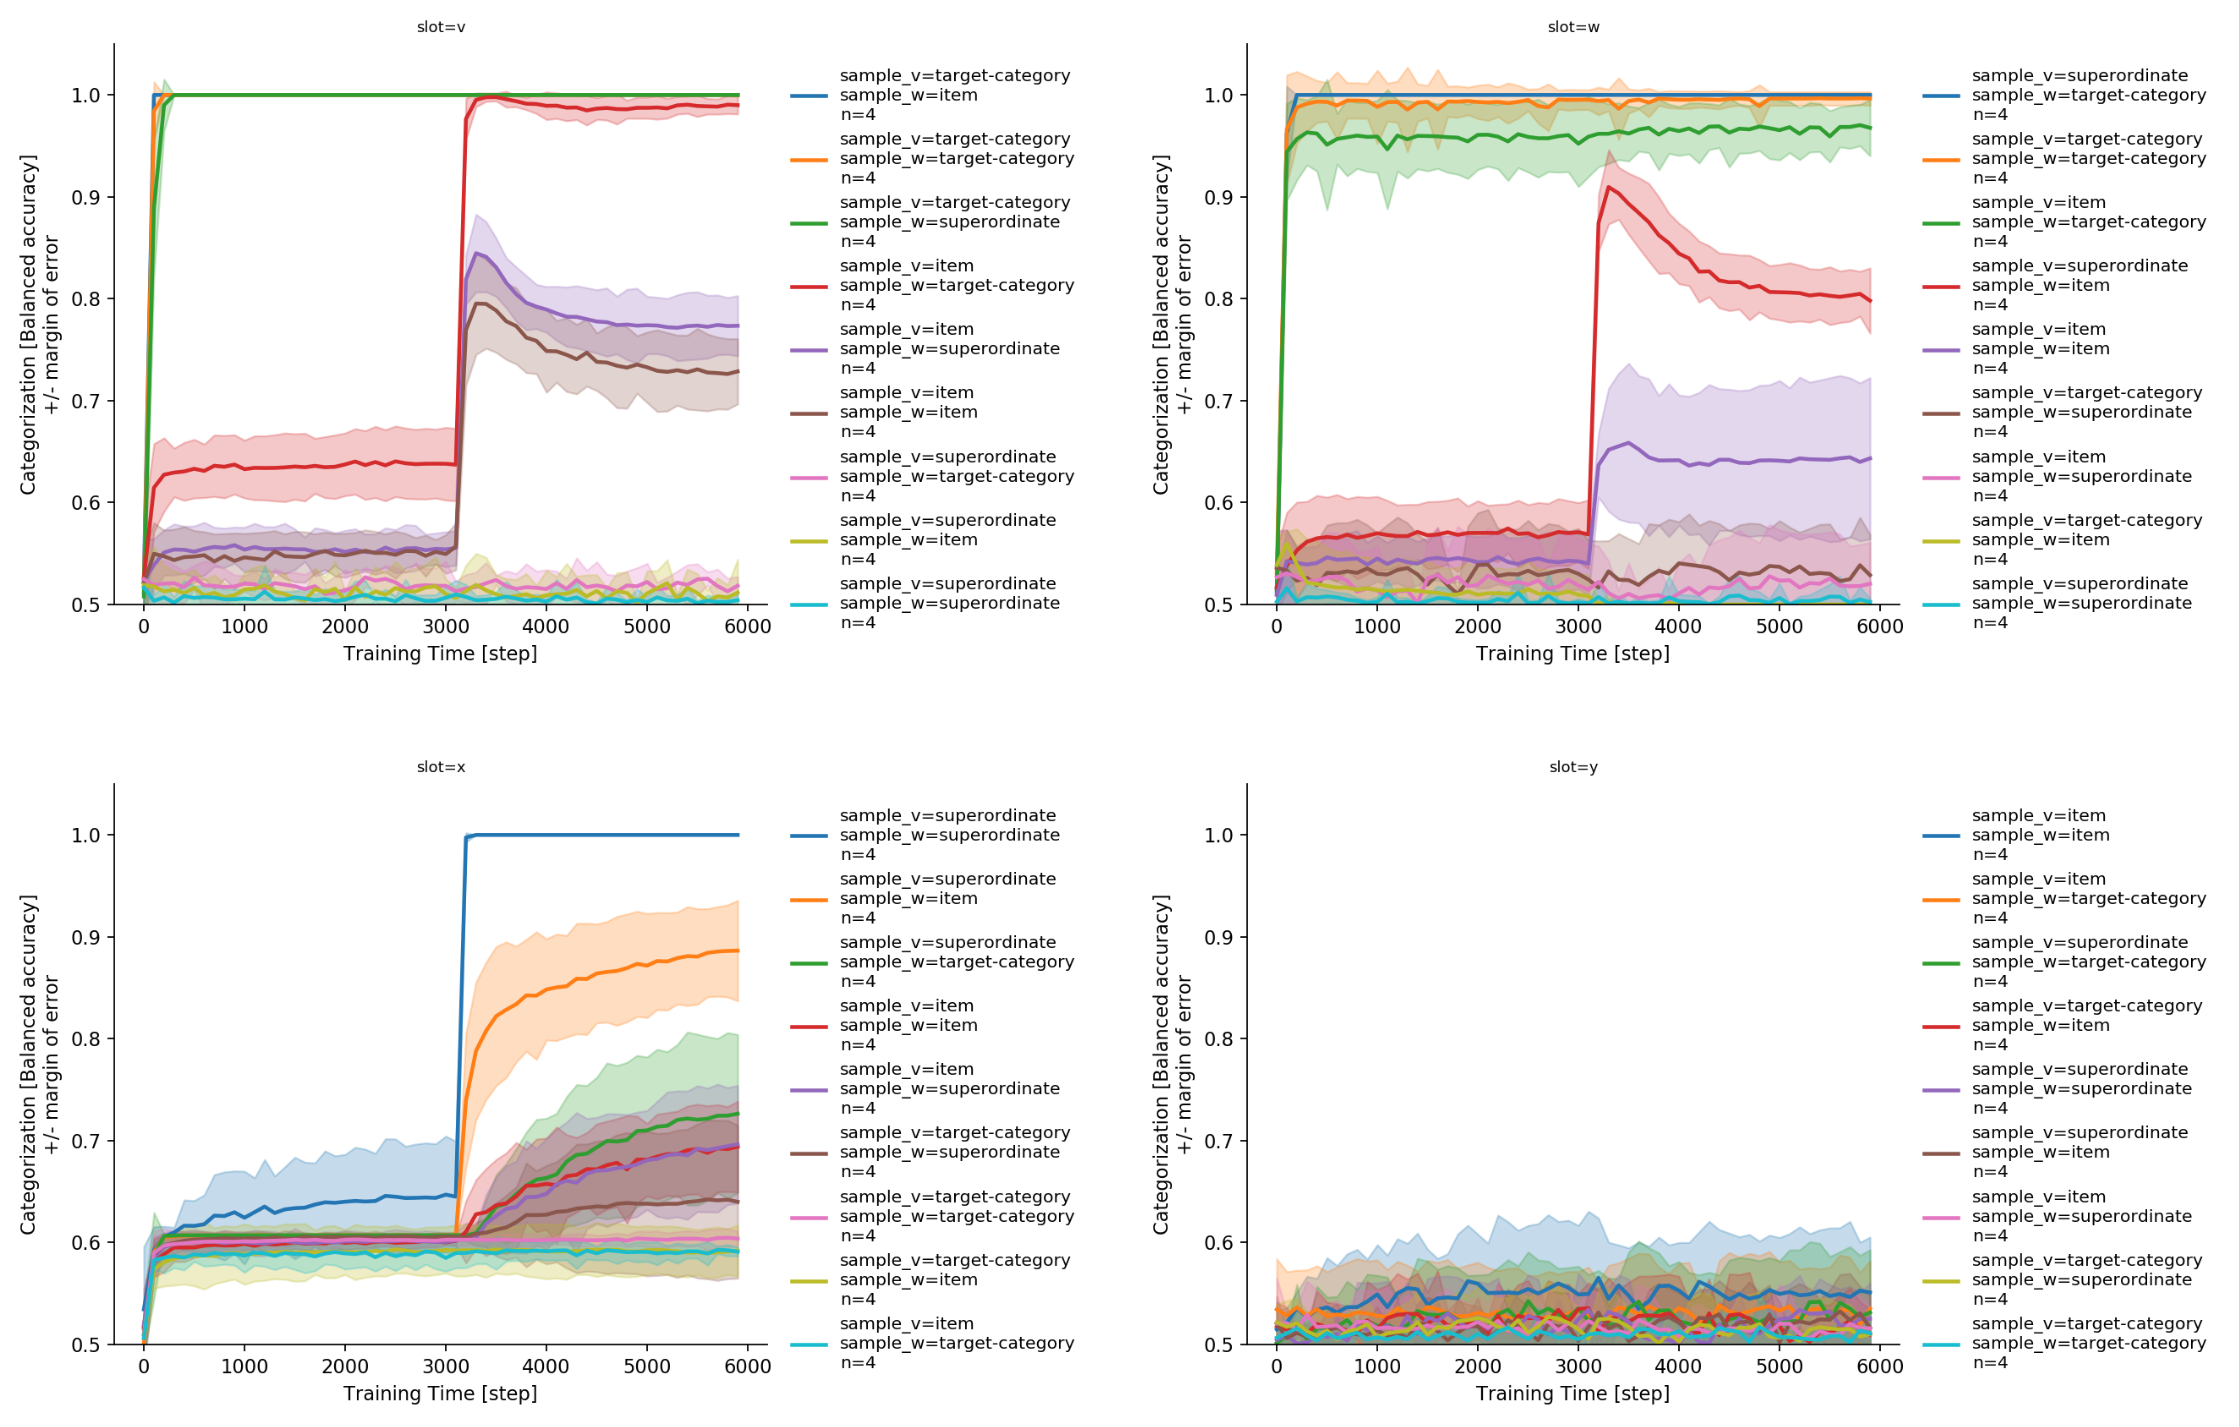 slot=v
Categorization [Balanced accuracy]
+/- margin of error
1.0
0.9
0.8
0.7
0.6
0.5
0
1000
2000
3000
4000
5000
6000
Training Time [step]
sample_v=target-category
sample_w=item
n=4
sample_v=target-category
sample_w=target-category
n=4
sample_v=target-category
sample_w=superordinate
n=4
sample_v=item
sample_w=target-category
n=4
sample_v=item
sample_w=superordinate
n=4
sample_v=item
sample_w=item
n=4
sample_v=superordinate
sample_w=target-category
n=4
sample_v=superordinate
sample_w=item
n=4
sample_v=superordinate
sample_w=superordinate
n=4
slot=w
Categorization [Balanced accuracy]
+/- margin of error
1.0
0.9
0.8
0.7
0.6
0.5
0
1000
2000
3000
4000
5000
6000
Training Time [step]
sample_v=superordinate
sample_w=target-category
n=4
sample_v=target-category
sample_w=target-category
n=4
sample_v=item
sample_w=target-category
n=4
sample_v=superordinate
sample_w=item
n=4
sample_v=item
sample_w=item
n=4
sample_v=target-category
sample_w=superordinate
n=4
sample_v=item
sample_w=superordinate
n=4
sample_v=target-category
sample_w=item
n=4
sample_v=superordinate
sample_w=superordinate
n=4
slot=x
Categorization [Balanced accuracy]
+/- margin of error
1.0
0.9
0.8
0.7
0.6
0.5
0
1000
2000
3000
4000
5000
6000
Training Time [step]
sample_v=superordinate
sample_w=superordinate
n=4
sample_v=superordinate
sample_w=item
n=4
sample_v=superordinate
sample_w=target-category
n=4
sample_v=item
sample_w=item
n=4
sample_v=item
sample_w=superordinate
n=4
sample_v=target-category
sample_w=superordinate
n=4
sample_v=target-category
sample_w=target-category
n=4
sample_v=target-category
sample_w=item
n=4
sample_v=item
sample_w=target-category
n=4
slot=y
Categorization [Balanced accuracy]
+/- margin of error
1.0
0.9
0.8
0.7
0.6
0.5
0
1000
2000
3000
4000
5000
6000
Training Time [step]
sample_v=item
sample_w=item
n=4
sample_v=item
sample_w=target-category
n=4
sample_v=superordinate
sample_w=target-category
n=4
sample_v=target-category
sample_w=item
n=4
sample_v=superordinate
sample_w=superordinate
n=4
sample_v=superordinate
sample_w=item
n=4
sample_v=item
sample_w=superordinate
n=4
sample_v=target-category
sample_w=superordinate
n=4
sample_v=target-category
sample_w=target-category
n=4